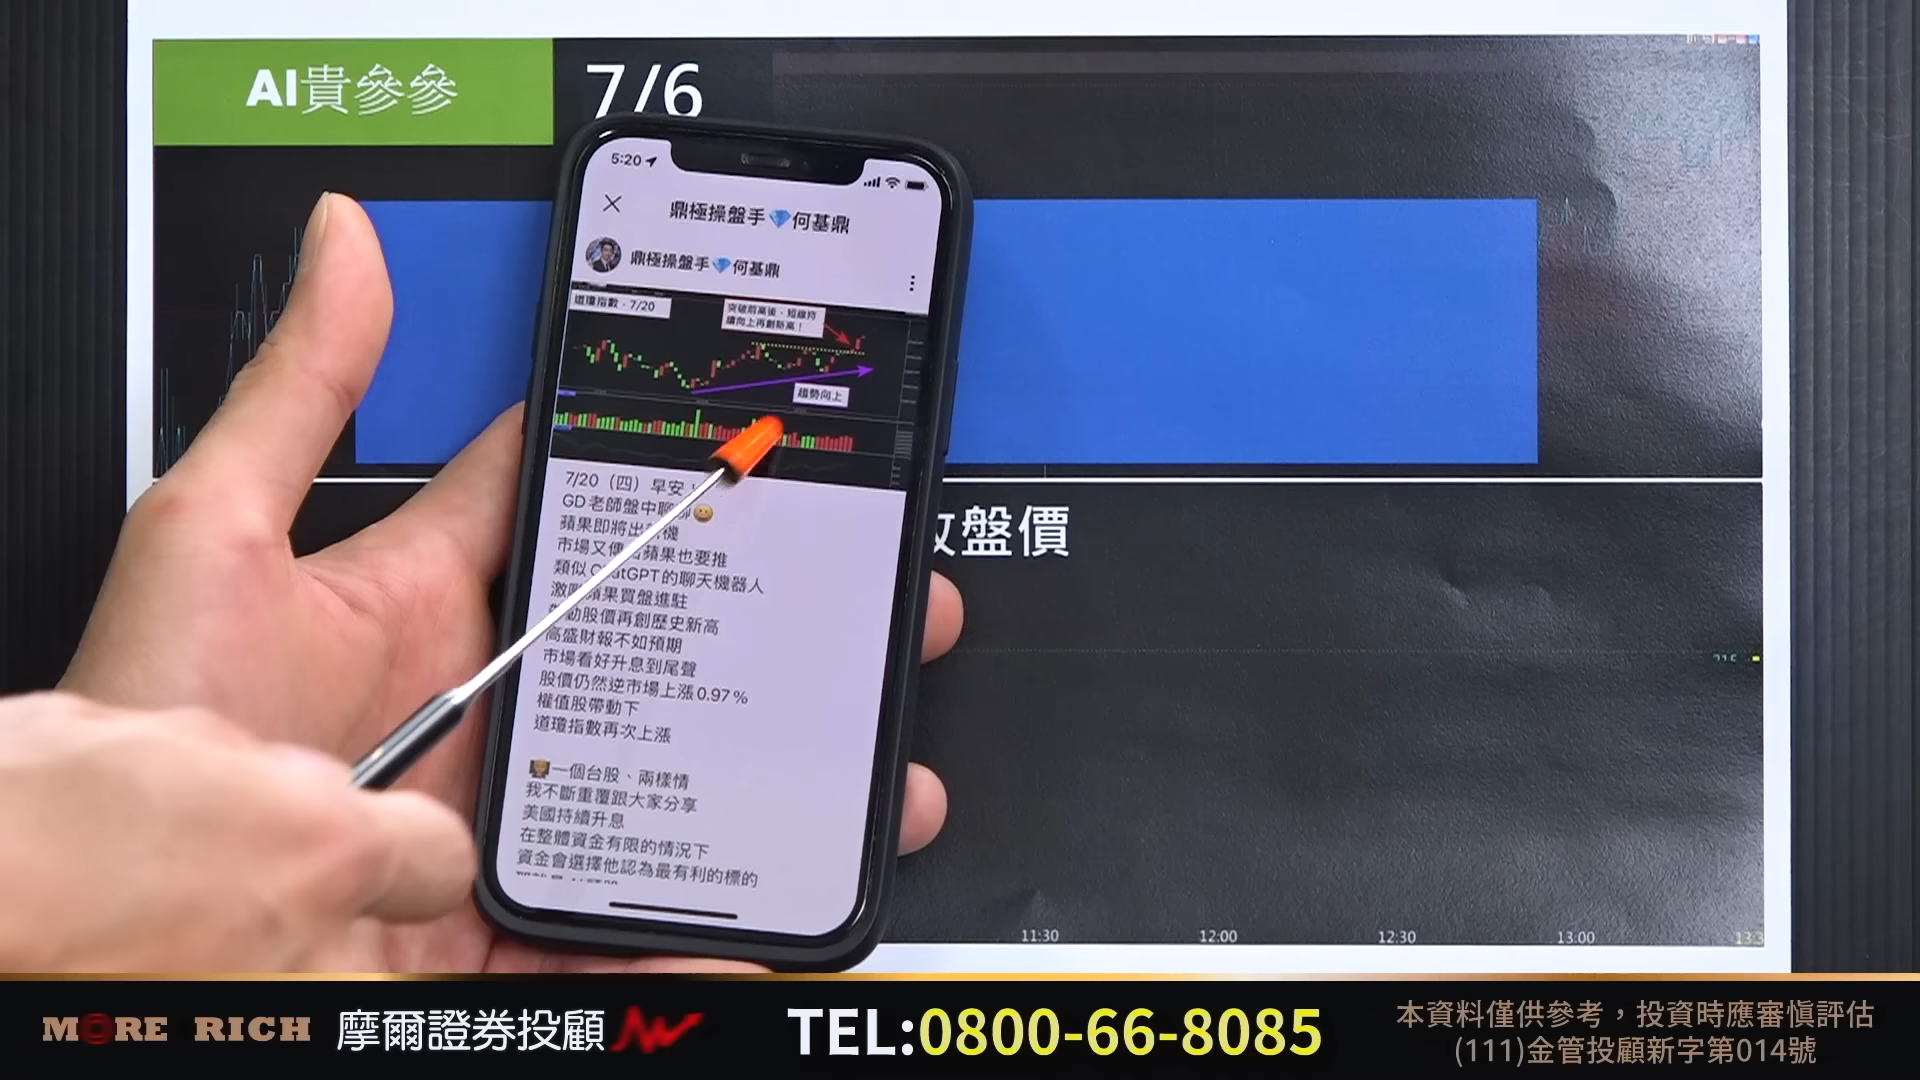 AI貴參參
7/6
5:20
鼎極操盤手💎何基鼎
鼎極操盤手💎何基鼎
道瓊指數 - 7/20
突破前高後,短線持
續向上再創新高!
趨勢向上
7/20(四)早安
GD老師盤中聊聊😀
蘋果即將出 機
市場又傳出蘋果也要推
類似ChatGPT的聊天機器人
激勵蘋果買盤進駐
動股價再創歷史新高
高盛財報不如預期
市場看好升息到尾聲
股價仍然逆市場上漲0.97%
權值股帶動下
道瓊指數再次上漲
一個台股、兩樣情
我不斷重覆跟大家分享
美國持續升息
在整體資金有限的情況下
資金會選擇他認為最有利的標的
收盤價
11:30
12:00
12:30
13:00
MORE RICH
摩爾證券投顧
TEL:0800-66-8085
本資料僅供參考,投資時應審慎評估
(111)金管投顧新字第014號